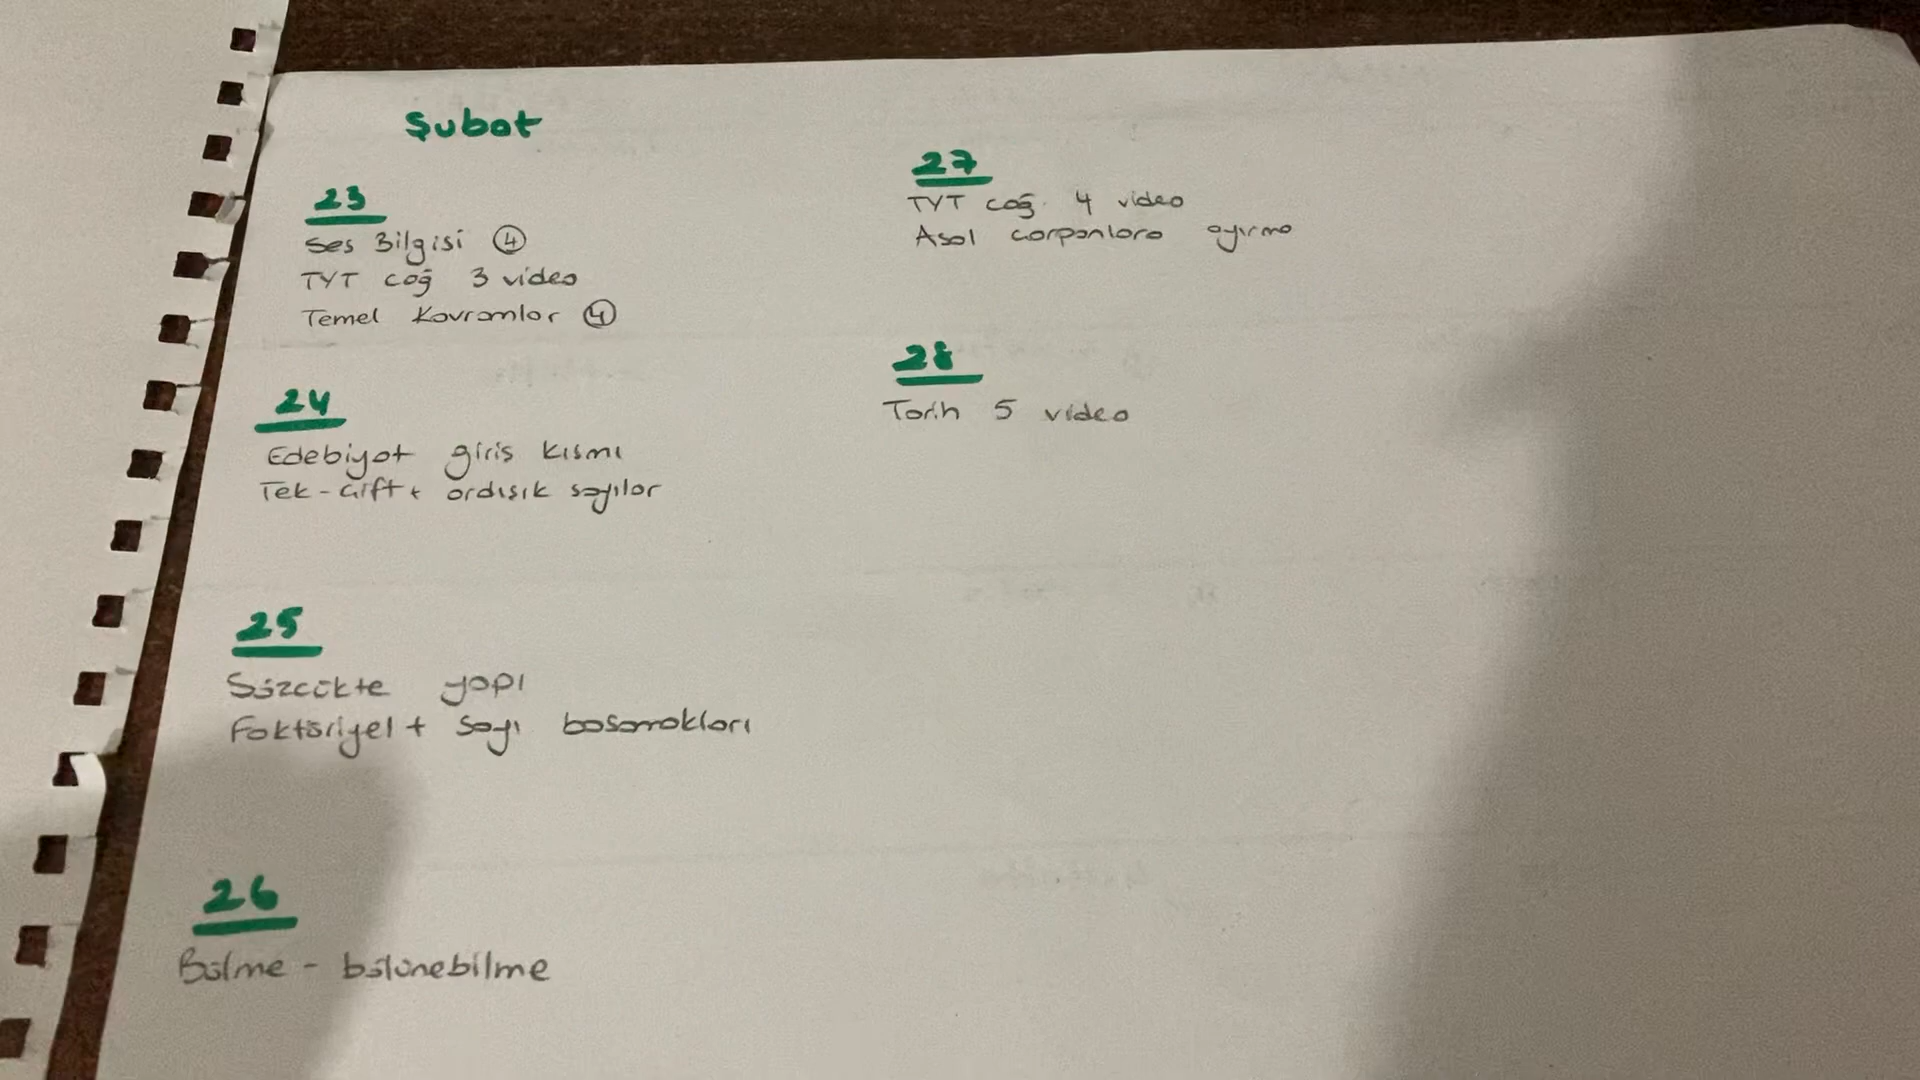 Şubat
23
Ses Bilgisi ④
TYT coğ 3 video
Temel Kavramlar ④
24
Edebiyat giriş kısmı
Tek-çift + ardışık sayılar
25
Sözcükte yapı
Faktöriyel + Sayı basamakları
26
Bölme - bölünebilme
27
TYT coğ. 4 video
Asal çarpanlara ayırma
28
Tarih 5 video